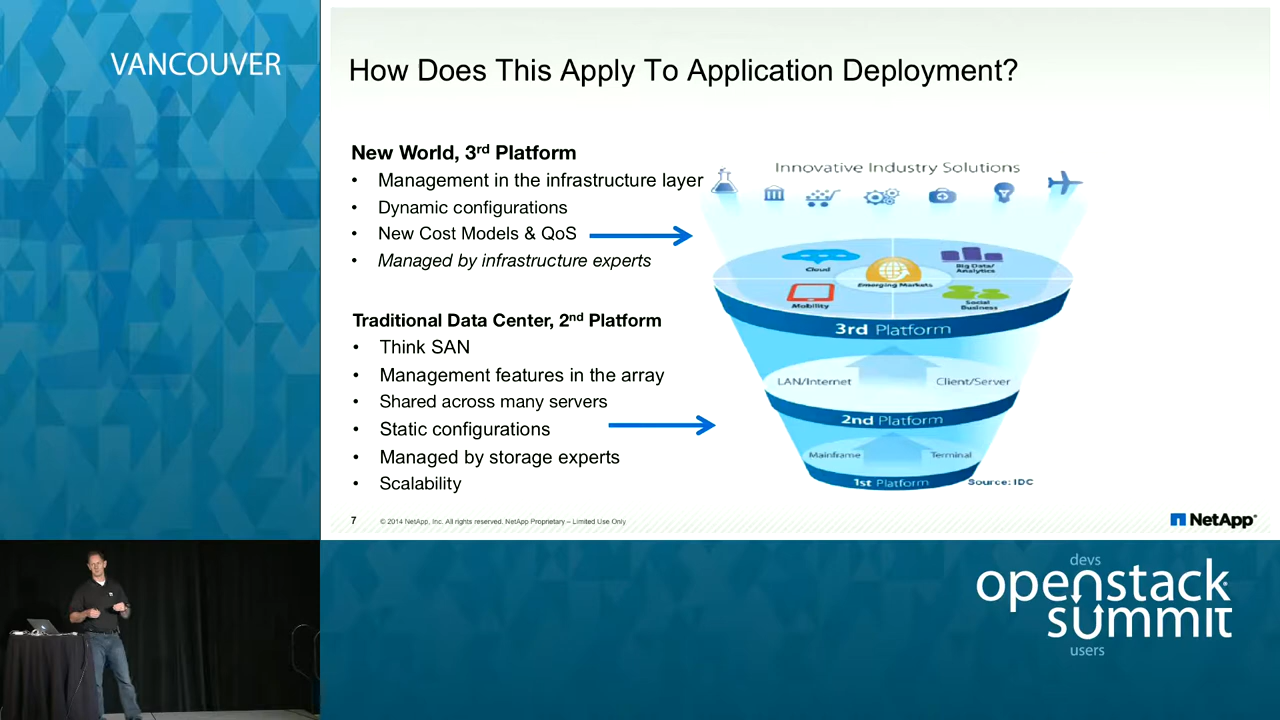 VANCOUVER
How Does This Apply To Application Deployment?
New World, 3rd Platform
• Management in the infrastructure layer
• Dynamic configurations
• New Cost Models & QoS
• Managed by infrastructure experts
Traditional Data Center, 2nd Platform
• Think SAN
• Management features in the array
• Shared across many servers
• Static configurations
• Managed by storage experts
• Scalability
Innovative Industry Solutions
Cloud
Big Data/
Analytics
Emerging Markets
Mobility
Social
Business
3rd Platform
LAN/Internet
Client/Server
2nd Platform
Mainframe
Terminal
1st Platform
Source: IDC
7
© 2014 NetApp, Inc. All rights reserved. NetApp Proprietary – Limited Use Only
NetApp®
devs
openstack®
summit
users